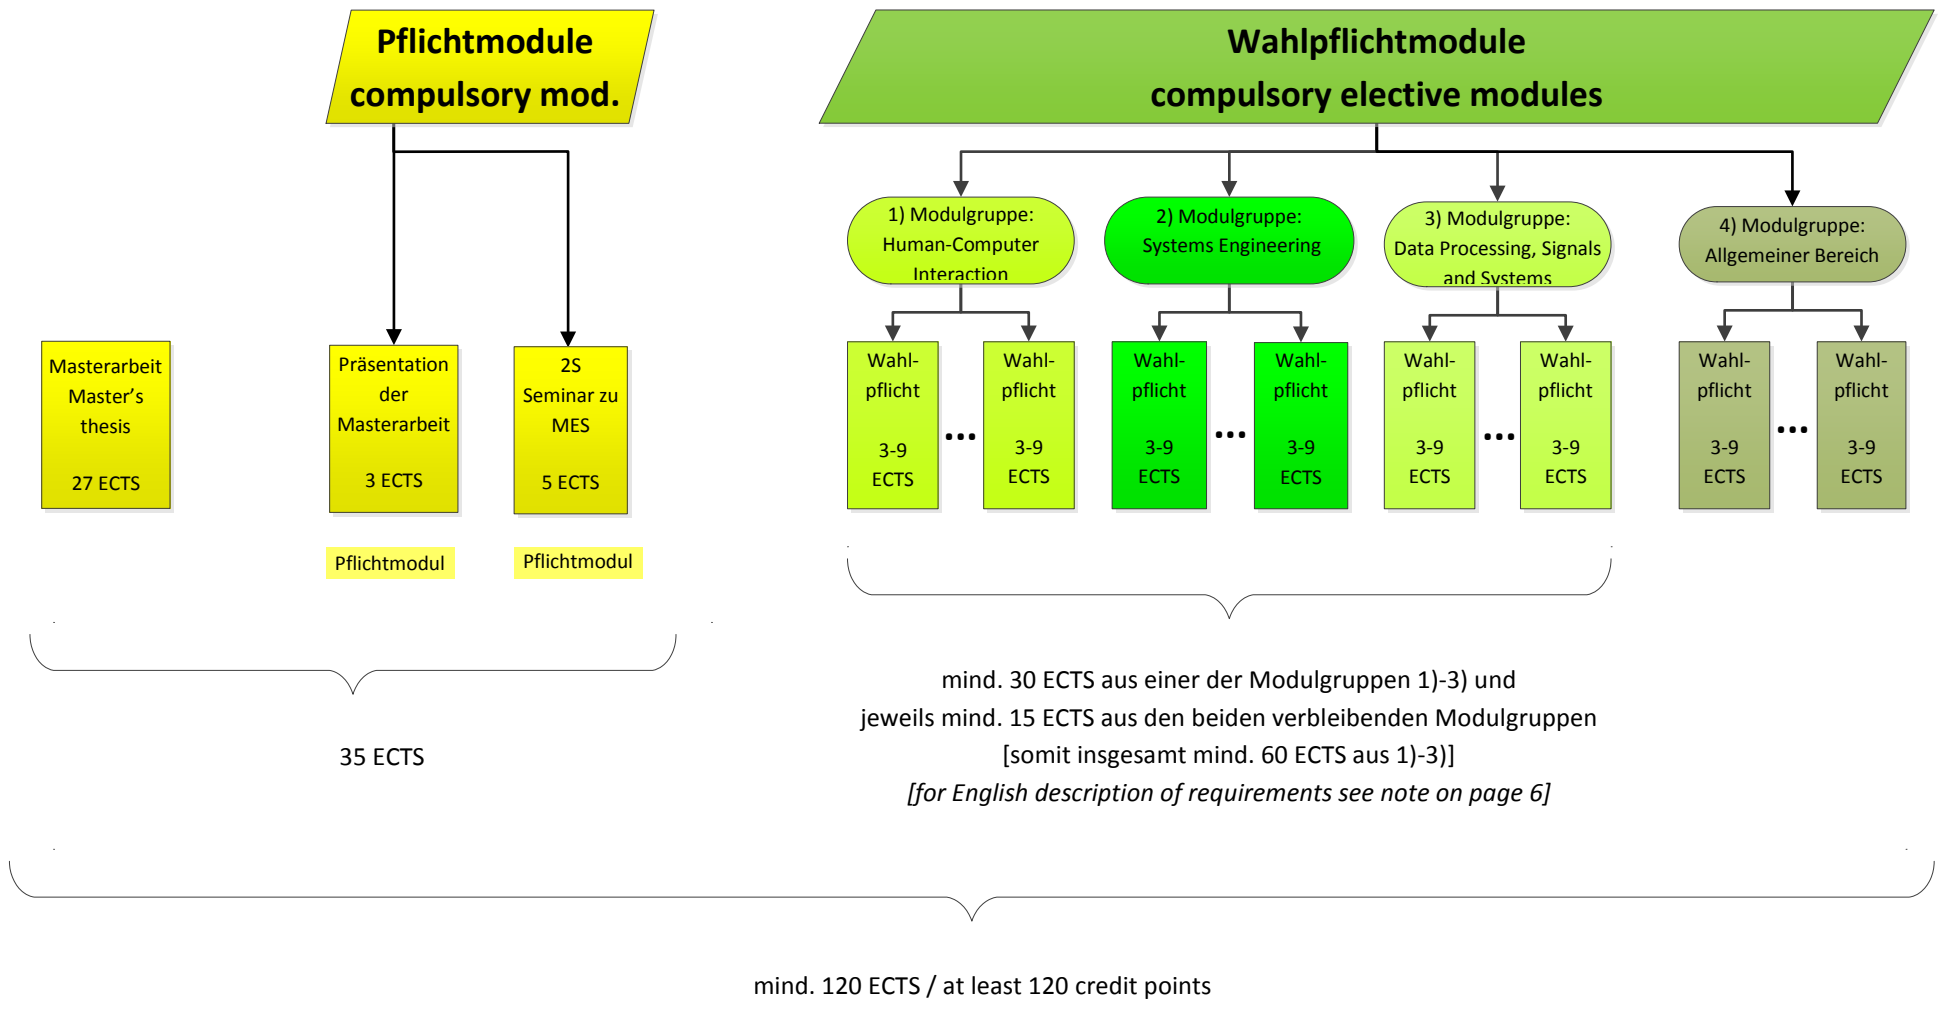 Pflichtmodule
compulsory mod.
Wahlpflichtmodule
compulsory elective modules
1) Modulgruppe:
Human-Computer
Interaction
2) Modulgruppe:
Systems Engineering
3) Modulgruppe:
Data Processing, Signals
and Systems
4) Modulgruppe:
Allgemeiner Bereich
Masterarbeit
Master's
thesis
27 ECTS
Präsentation
der
Masterarbeit
3 ECTS
2S
Seminar zu
MES
5 ECTS
Wahl-
pflicht
3-9
ECTS
...
Wahl-
pflicht
3-9
ECTS
Wahl-
pflicht
3-9
ECTS
...
Wahl-
pflicht
3-9
ECTS
Wahl-
pflicht
3-9
ECTS
...
Wahl-
pflicht
3-9
ECTS
Wahl-
pflicht
3-9
ECTS
...
Wahl-
pflicht
3-9
ECTS
Pflichtmodul
Pflichtmodul
35 ECTS
mind. 30 ECTS aus einer der Modulgruppen 1)-3) und
jeweils mind. 15 ECTS aus den beiden verbleibenden Modulgruppen
[somit insgesamt mind. 60 ECTS aus 1)-3)]
[for English description of requirements see note on page 6]
mind. 120 ECTS / at least 120 credit points